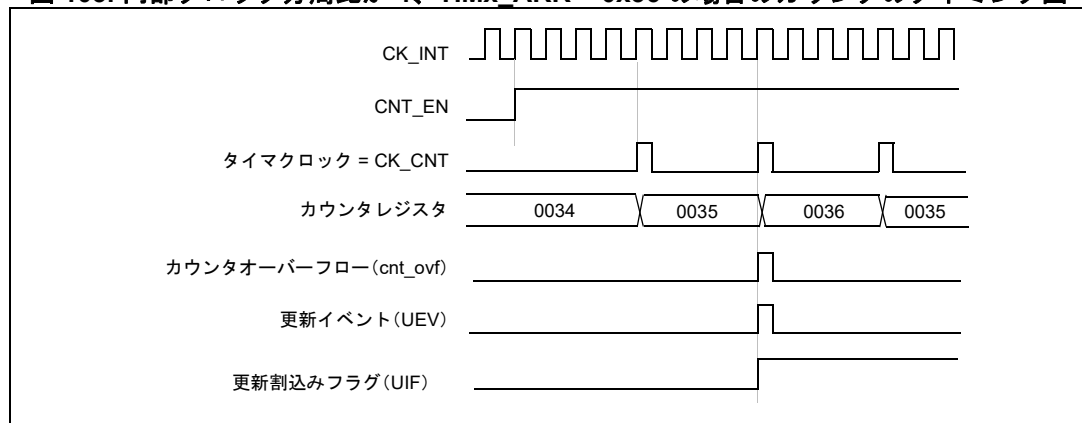 CK_INT
CNT_EN
タイマクロック = CK_CNT
カウンタレジスタ 0034 0035 0036 0035
カウンタオーバーフロー(cnt_ovf)
更新イベント(UEV)
更新割込みフラグ(UIF)